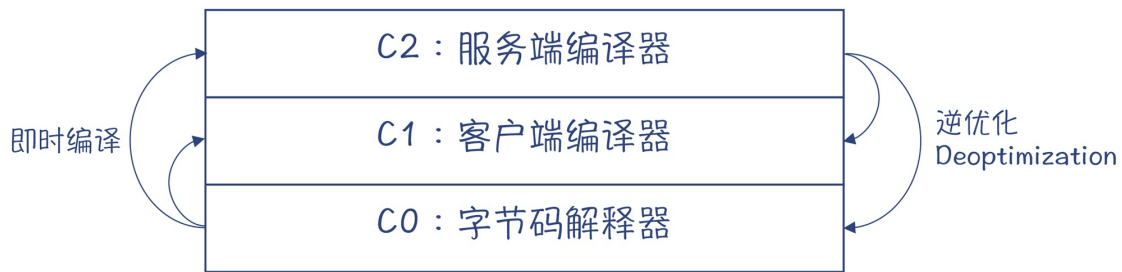 C2：服务端编译器
即时编译
C1：客户端编译器
逆优化
Deoptimization
C0：字节码解释器